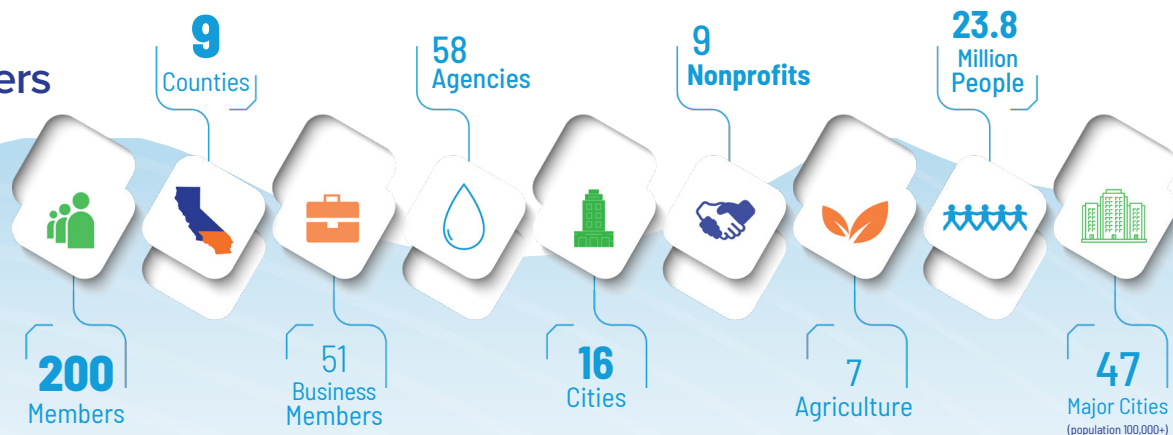 ers
9
Counties
58
Agencies
9
Nonprofits
23.8
Million
People
200
Members
51
Business
Members
16
Cities
7
Agriculture
47
Major Cities
(population 100,000+)